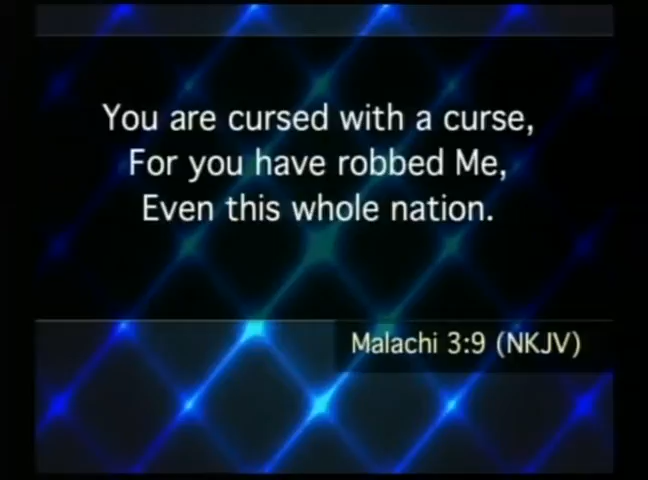 You are cursed with a curse,
For you have robbed Me,
Even this whole nation.
Malachi 3:9 (NKJV)